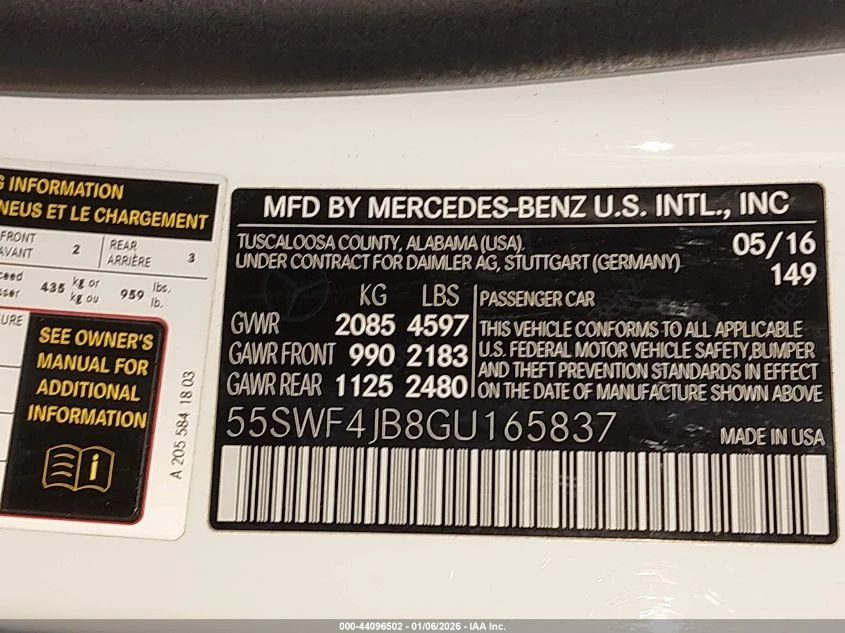 G INFORMATION
NEUS ET LE CHARGEMENT
FRONT
AVANT
2
REAR
ARRIÈRE
3
435 kg or
kg ou
959 lbs.
lb.
SEE OWNER'S
MANUAL FOR
ADDITIONAL
INFORMATION
A 205 584 18 03
MFD BY MERCEDES-BENZ U.S. INTL., INC
TUSCALOOSA COUNTY, ALABAMA (USA).
UNDER CONTRACT FOR DAIMLER AG, STUTTGART (GERMANY)
05/16
149
KG LBS
GVWR 2085 4597
GAWR FRONT 990 2183
GAWR REAR 1125 2480
PASSENGER CAR
THIS VEHICLE CONFORMS TO ALL APPLICABLE
U.S. FEDERAL MOTOR VEHICLE SAFETY,BUMPER
AND THEFT PREVENTION STANDARDS IN EFFECT
ON THE DATE OF MANUFACTURE SHOWN ABOVE
55SWF4JB8GU165837
MADE IN USA
000-44096502 - 01/06/2026 - IAA Inc.